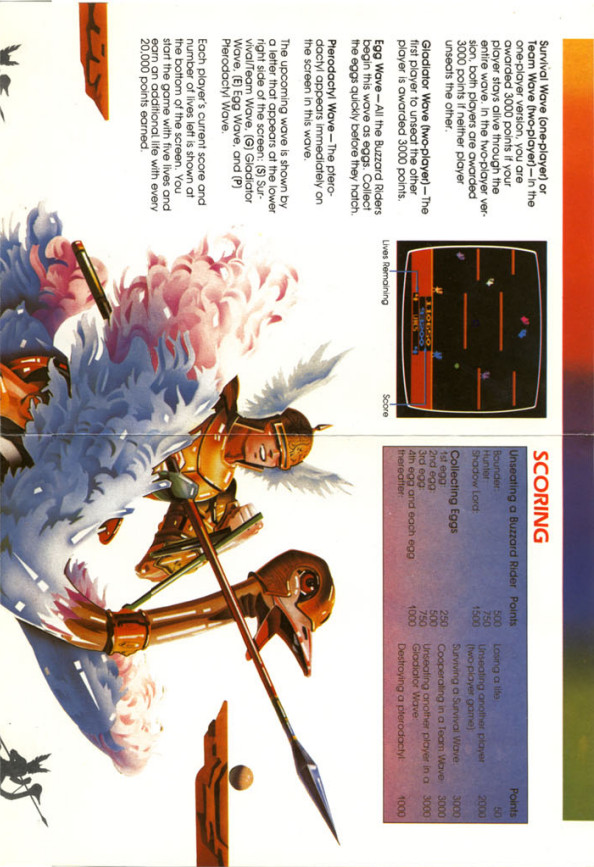 Survival Wave (one-player) or
Team Wave (two-player) — In the
one-player version, you are
awarded 3000 points if your
player stays alive through the
entire wave. In the two-player ver-
sion, both players are awarded
3000 points if neither player
unseats the other.
Gladiator Wave (two-player) — The
first player to unseat the other
player is awarded 3000 points.
Egg Wave — All the Buzzard Riders
begin this wave as eggs. Collect
the eggs quickly before they hatch.
Pterodactyl Wave — The ptero-
dactyl appears immediately on
the screen in this wave.
The upcoming wave is shown by
a letter that appears at the lower
right side of the screen: (S) Sur-
vival/Team Wave, (G) Gladiator
Wave, (E) Egg Wave, and (P)
Pterodactyl Wave.
Each player's current score and
number of lives left is shown at
the bottom of the screen. You
start the game with five lives and
earn an additional life with every
20,000 points earned.
Lives Remaining
Score
SCORING
Unseating a Buzzard Rider Points
Bounder: 500
Hunter: 750
Shadow Lord: 1500
Collecting Eggs
1st egg: 250
2nd egg: 500
3rd egg: 750
4th egg and each egg
thereafter: 1000
Points
Losing a life: 50
Unseating another player
(two-player game): 2000
Surviving a Survival Wave: 3000
Cooperating in a Team Wave: 3000
Unseating another player in a
Gladiator Wave: 3000
Destroying a pterodactyl: 1000